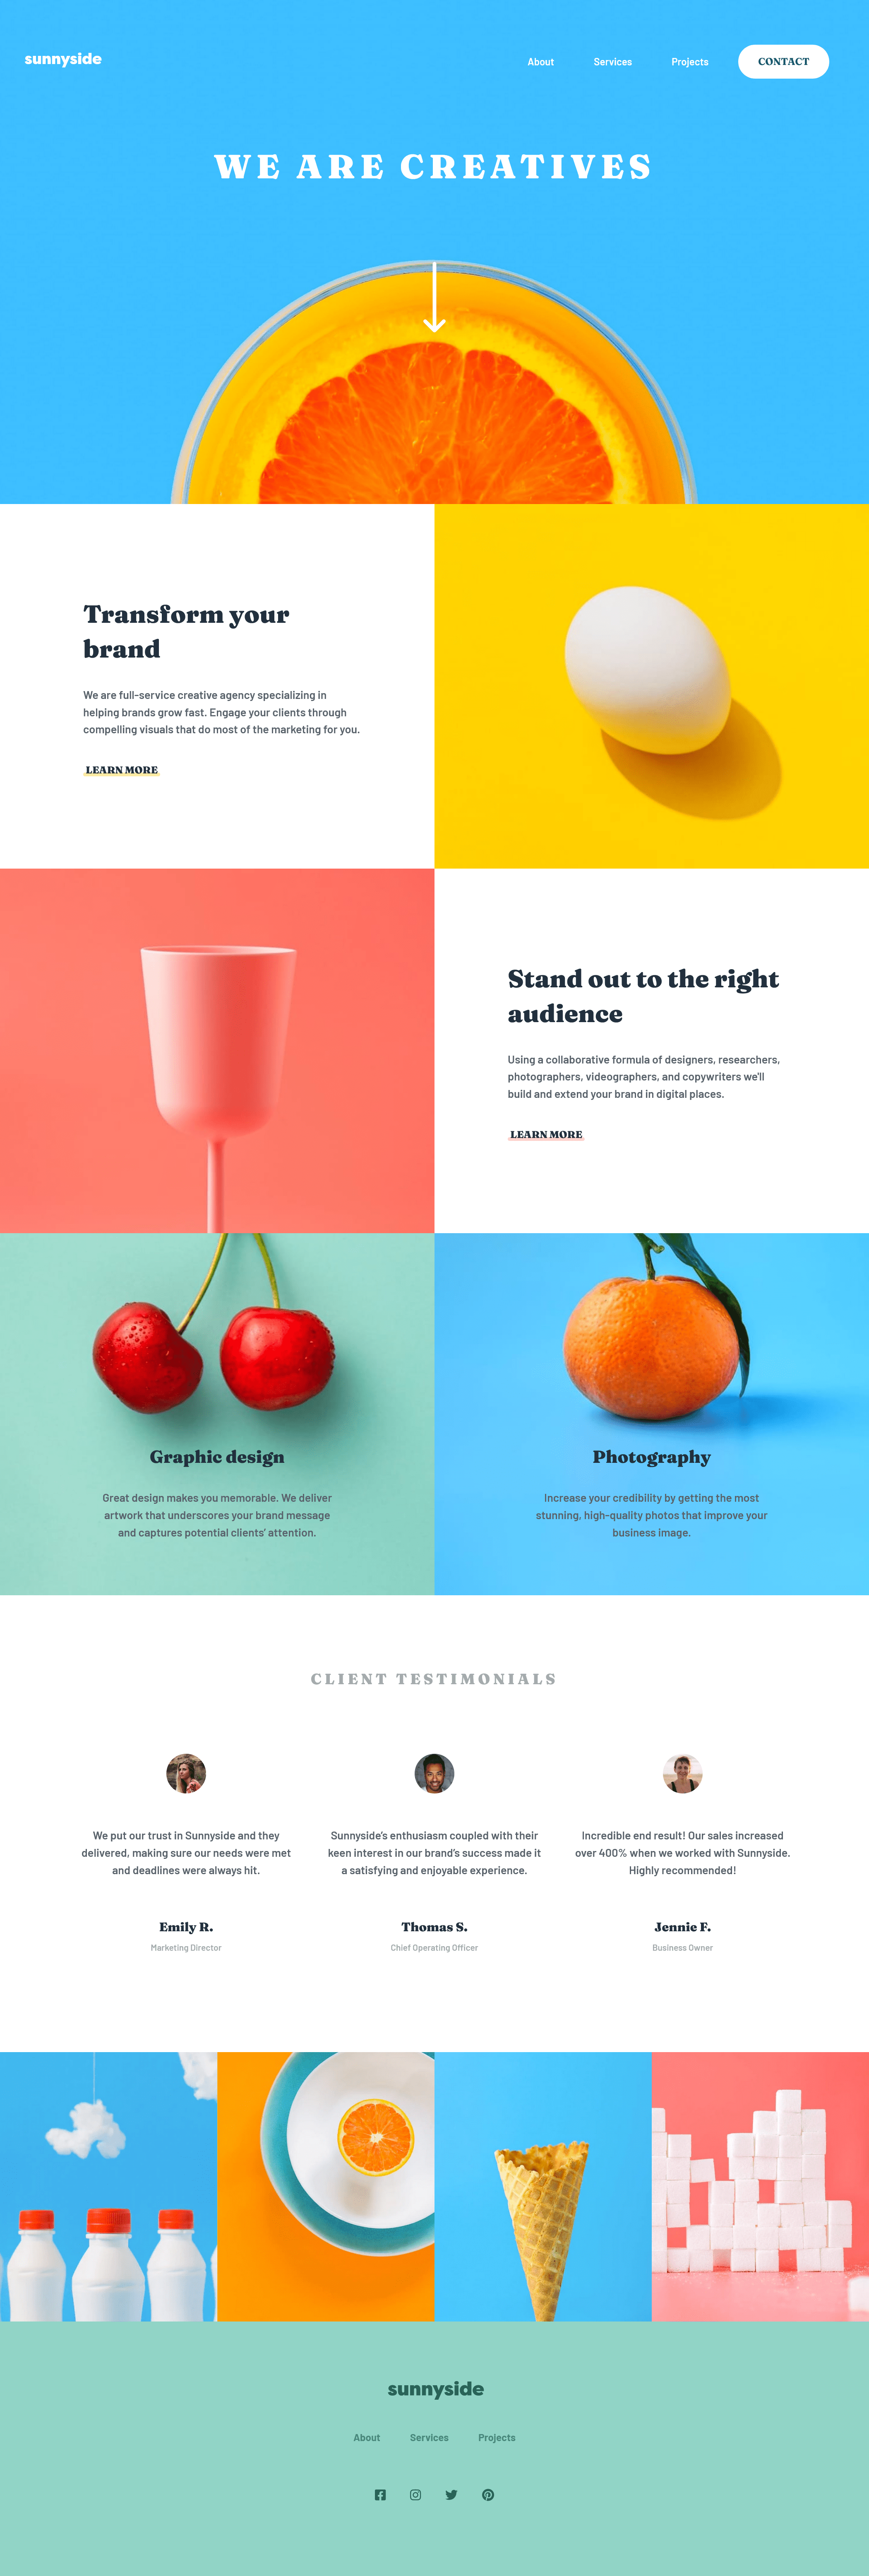 sunnyside
About Services Projects CONTACT
WE ARE CREATIVES
Transform your
brand
We are full-service creative agency specializing in
helping brands grow fast. Engage your clients through
compelling visuals that do most of the marketing for you.
LEARN MORE
Stand out to the right
audience
Using a collaborative formula of designers, researchers,
photographers, videographers, and copywriters we'll
build and extend your brand in digital places.
LEARN MORE
Graphic design
Great design makes you memorable. We deliver
artwork that underscores your brand message
and captures potential clients' attention.
Photography
Increase your credibility by getting the most
stunning, high-quality photos that improve your
business image.
CLIENT TESTIMONIALS
We put our trust in Sunnyside and they
delivered, making sure our needs were met
and deadlines were always hit.
Emily R.
Marketing Director
Sunnyside's enthusiasm coupled with their
keen interest in our brand's success made it
a satisfying and enjoyable experience.
Thomas S.
Chief Operating Officer
Incredible end result! Our sales increased
over 400% when we worked with Sunnyside.
Highly recommended!
Jennie F.
Business Owner
sunnyside
About Services Projects